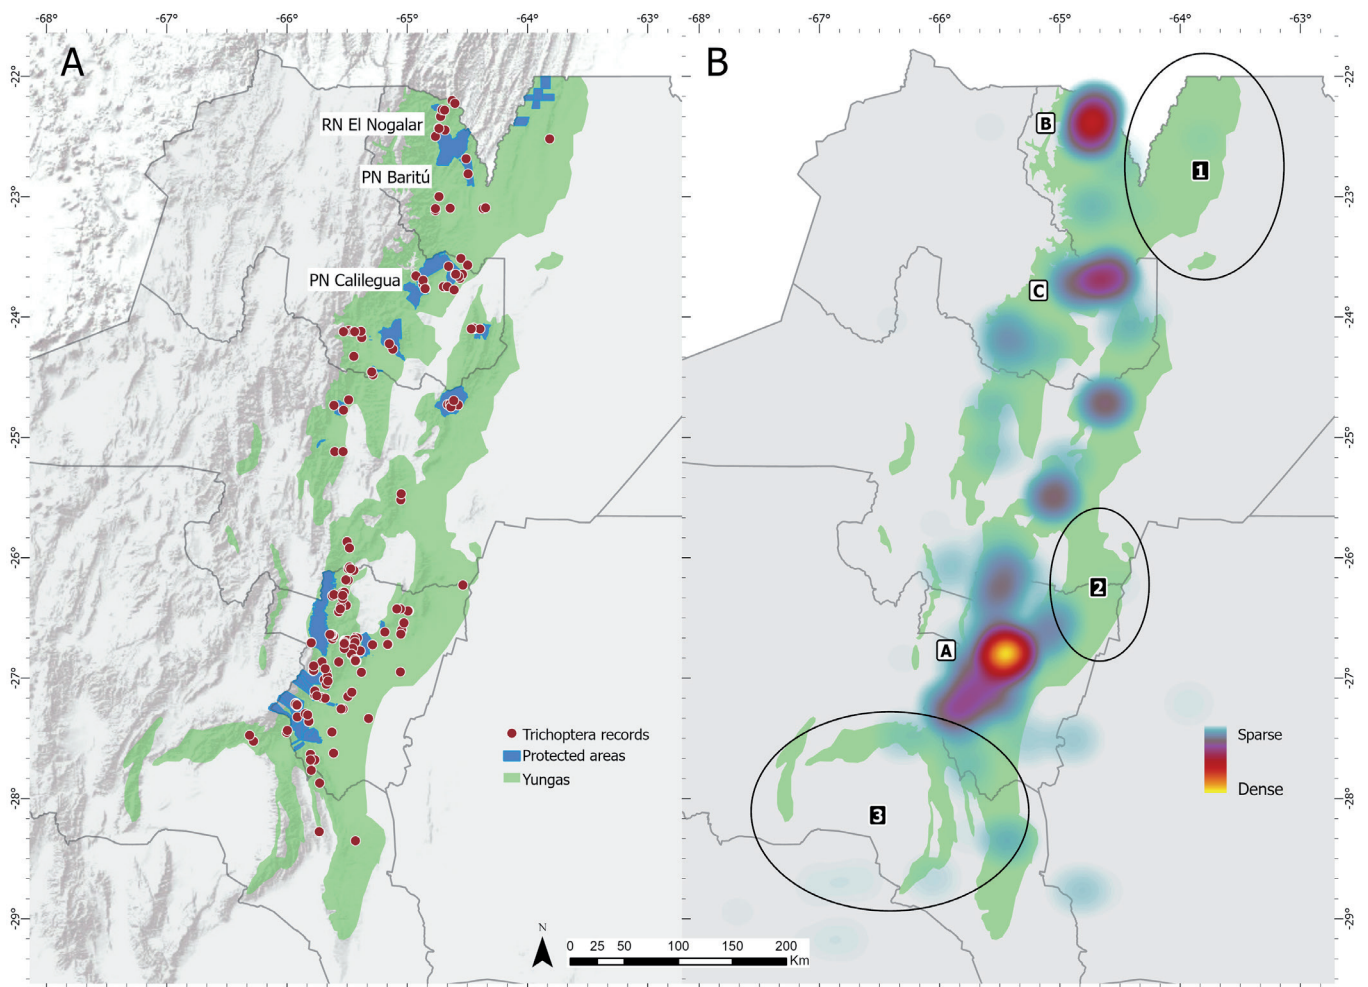 -68° -67° -66° -65° -64° -63° -67° -66° -65° -64° -63°
A
B
-22° -22°
RN El Nogalar
B
PN Baritú
1
-23° -23°
PN Calilegua
C
-24° -24°
-25° -25°
-26° -26°
2
A
-27° -27°
Trichoptera records
Protected areas
Yungas
Sparse
Dense
-28° -28°
3
-29° -29°
N
0 25 50 100 150 200
Km